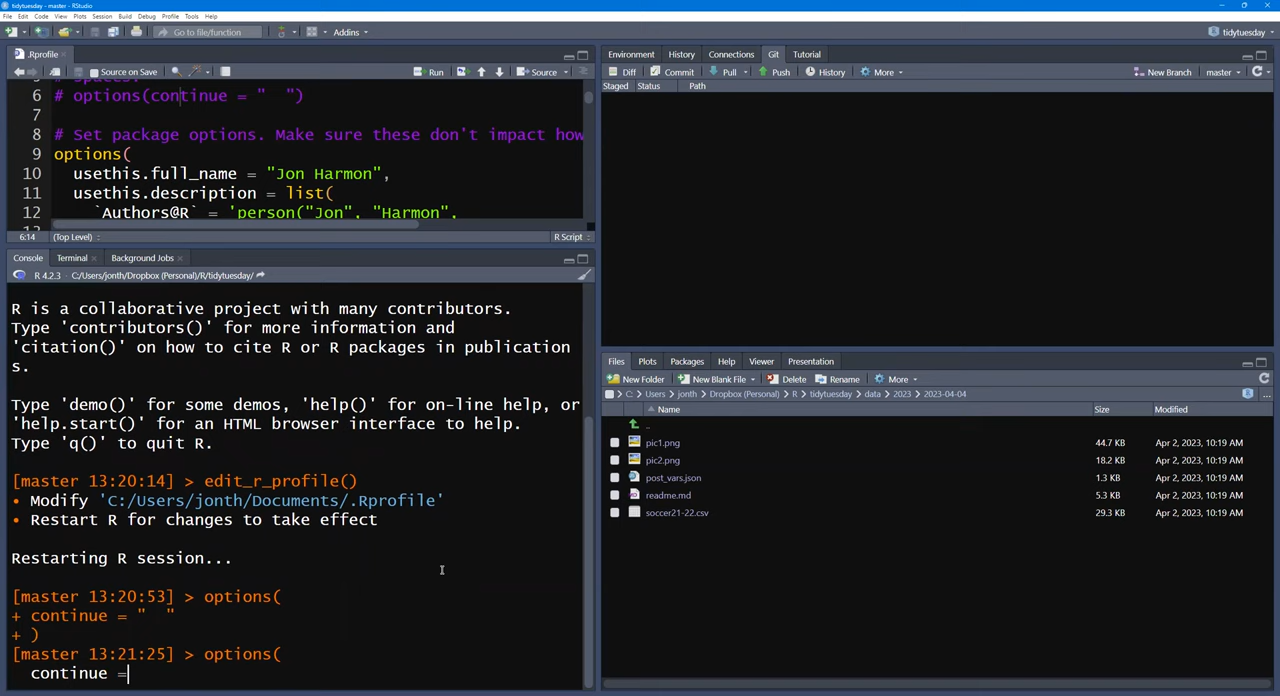 tidytuesday - master - RStudio
File Edit Code View Plots Session Build Debug Profile Tools Help
Go to file/function Addins tidytuesday
.Rprofile
Source on Save Run Source
6 # options(continue = "  ")
7
8 # Set package options. Make sure these don't impact how
9 options(
10 usethis.full_name = "Jon Harmon",
11 usethis.description = list(
12 `Authors@R` = 'person("Jon", "Harmon",
6:14 (Top Level) R Script
Console Terminal Background Jobs
R 4.2.3 · C:/Users/jonth/Dropbox (Personal)/R/tidytuesday/
R is a collaborative project with many contributors.
Type 'contributors()' for more information and
'citation()' on how to cite R or R packages in publication
s.
Type 'demo()' for some demos, 'help()' for on-line help, or
'help.start()' for an HTML browser interface to help.
Type 'q()' to quit R.
[master 13:20:14] > edit_r_profile()
• Modify 'C:/Users/jonth/Documents/.Rprofile'
• Restart R for changes to take effect
Restarting R session...
[master 13:20:53] > options(
+ continue = "  "
+ )
[master 13:21:25] > options(
continue =
Environment History Connections Git Tutorial
Diff Commit Pull Push History More New Branch master
Staged Status Path
Files Plots Packages Help Viewer Presentation
New Folder New Blank File Delete Rename More
C: Users jonth Dropbox (Personal) R tidytuesday data 2023 2023-04-04 ...
Name Size Modified
..
pic1.png 44.7 KB Apr 2, 2023, 10:19 AM
pic2.png 18.2 KB Apr 2, 2023, 10:19 AM
post_vars.json 1.3 KB Apr 2, 2023, 10:19 AM
readme.md 5.3 KB Apr 2, 2023, 10:19 AM
soccer21-22.csv 29.3 KB Apr 2, 2023, 10:19 AM